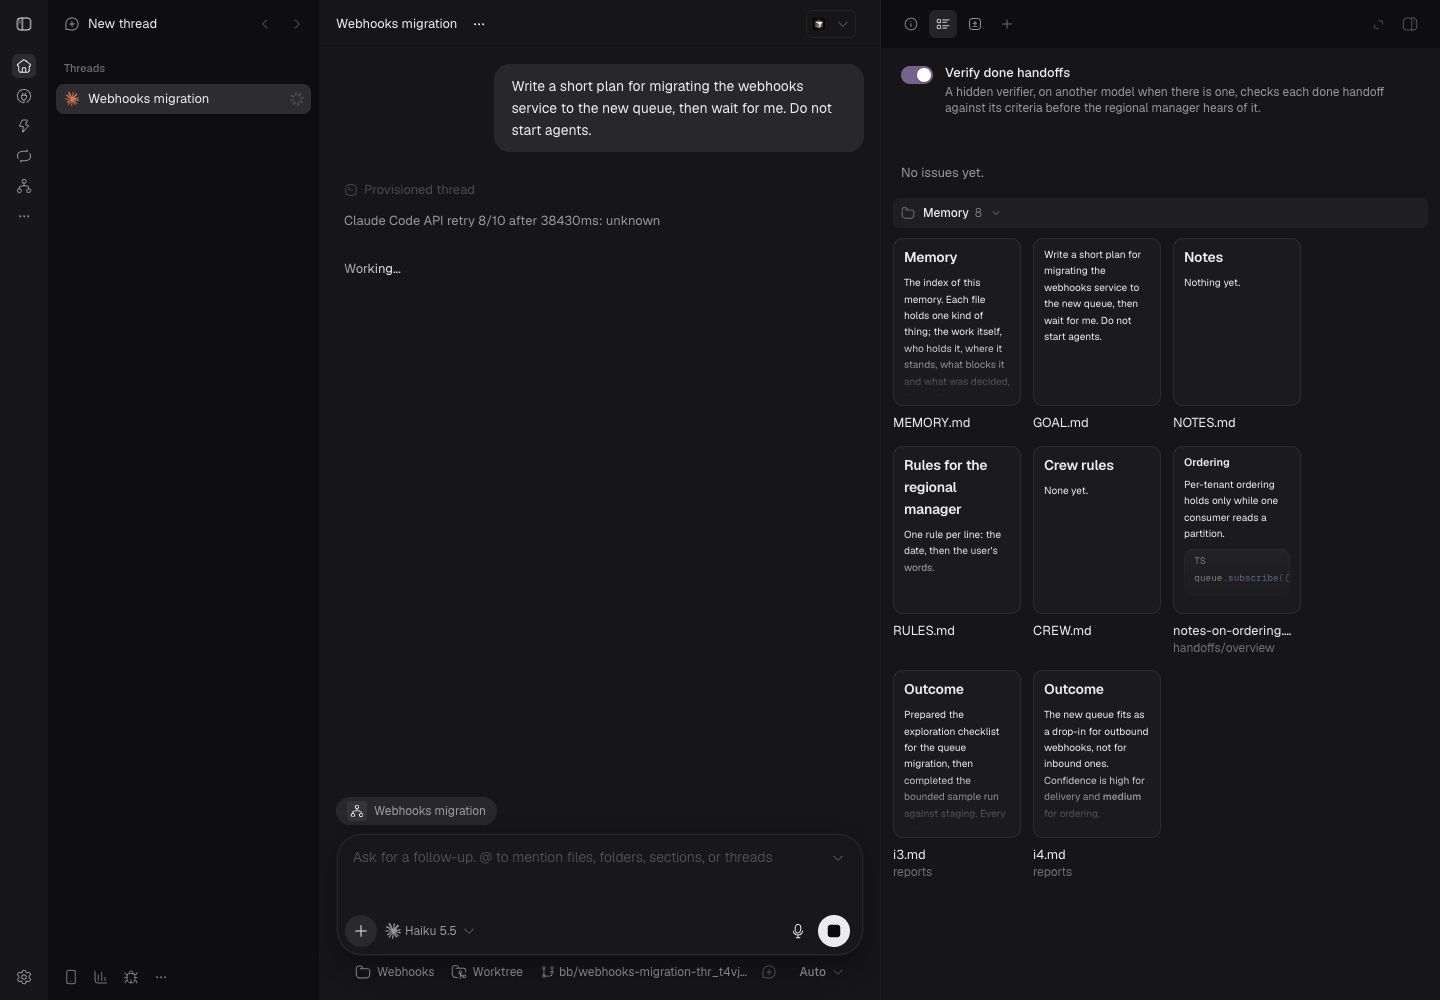 New thread
Threads
Webhooks migration
Webhooks migration
Write a short plan for migrating the webhooks
service to the new queue, then wait for me. Do not
start agents.
Provisioned thread
Claude Code API retry 8/10 after 38430ms: unknown
Working...
Webhooks migration
Ask for a follow-up. @ to mention files, folders, sections, or threads
Haiku 5.5
Webhooks
Worktree
bb/webhooks-migration-thr_t4vj...
Auto
Verify done handoffs
A hidden verifier, on another model when there is one, checks each done handoff
against its criteria before the regional manager hears of it.
No issues yet.
Memory 8
Memory
The index of this
memory. Each file
holds one kind of
thing; the work itself,
who holds it, where it
stands, what blocks it
and what was decided,
MEMORY.md
Write a short plan for
migrating the
webhooks service to
the new queue, then
wait for me. Do not
start agents.
GOAL.md
Notes
Nothing yet.
NOTES.md
Rules for the
regional
manager
One rule per line: the
date, then the user's
words.
RULES.md
Crew rules
None yet.
CREW.md
Ordering
Per-tenant ordering
holds only while one
consumer reads a
partition.
TS
queue.subscribe(
notes-on-ordering....
handoffs/overview
Outcome
Prepared the
exploration checklist
for the queue
migration, then
completed the
bounded sample run
against staging. Every
i3.md
reports
Outcome
The new queue fits as
a drop-in for outbound
webhooks, not for
inbound ones.
Confidence is high for
delivery and medium
for ordering.
i4.md
reports